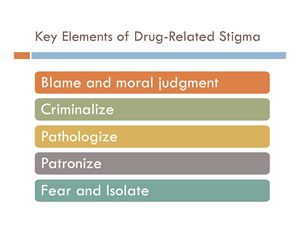 Key Elements of Drug-Related Stigma
Blame and moral judgment
Criminalize
Pathologize
Patronize
Fear and Isolate